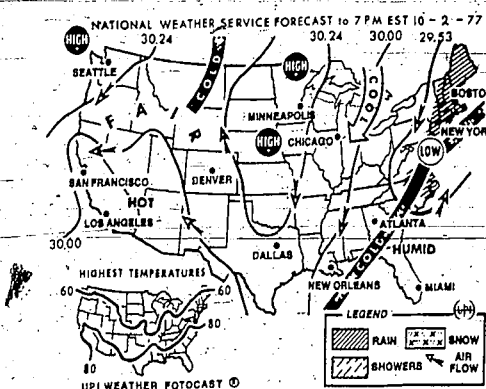 NATIONAL WEATHER SERVICE FORECAST to 7 PM EST 10 - 2 - 77
HIGH 30.24 COLD HIGH 30.24 30.00 29.53
SEATTLE
COOL
BOSTON
MINNEAPOLIS
NEW YORK
FAIR
HIGH CHICAGO LOW
DENVER
SAN FRANCISCO
HOT
LOS ANGELES
ATLANTA
COLD
HUMID
30.00
DALLAS
HIGHEST TEMPERATURES
NEW ORLEANS
MIAMI
60 60
80
80
LEGEND
RAIN SNOW
SHOWERS AIR FLOW
UPI WEATHER FOTOCAST ®